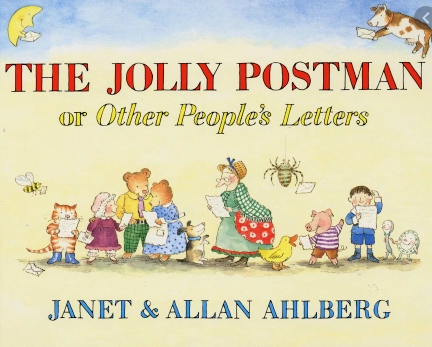 THE JOLLY POSTMAN
or Other People's Letters
JANET & ALLAN AHLBERG